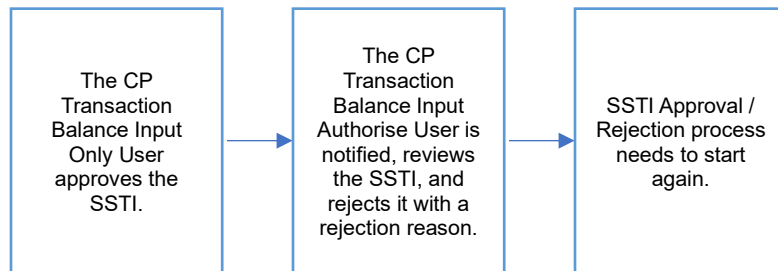 The CP
Transaction
Balance Input
Only User
approves the
SSTI.
The CP
Transaction
Balance Input
Authorise User is
notified, reviews
the SSTI, and
rejects it with a
rejection reason.
SSTI Approval /
Rejection process
needs to start
again.